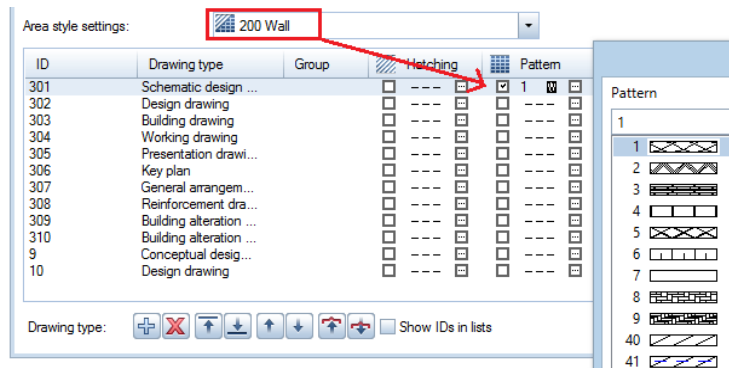 Area style settings: 200 Wall
ID Drawing type Group Hatching Pattern
301 Schematic design ... --- 1 W
302 Design drawing --- ---
303 Building drawing --- ---
304 Working drawing --- ---
305 Presentation drawi... --- ---
306 Key plan --- ---
307 General arrangem... --- ---
308 Reinforcement dra... --- ---
309 Building alteration ... --- ---
310 Building alteration ... --- ---
9 Conceptual desig... --- ---
10 Design drawing --- ---
Drawing type: Show IDs in lists
Pattern
1
1
2
3
4
5
6
7
8
9
40
41